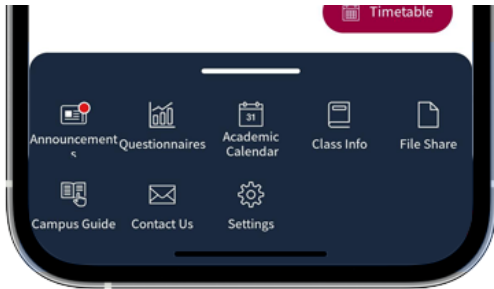 Timetable
Announcement
s
Questionnaires
31
Academic
Calendar
Class Info
File Share
Campus Guide
Contact Us
Settings